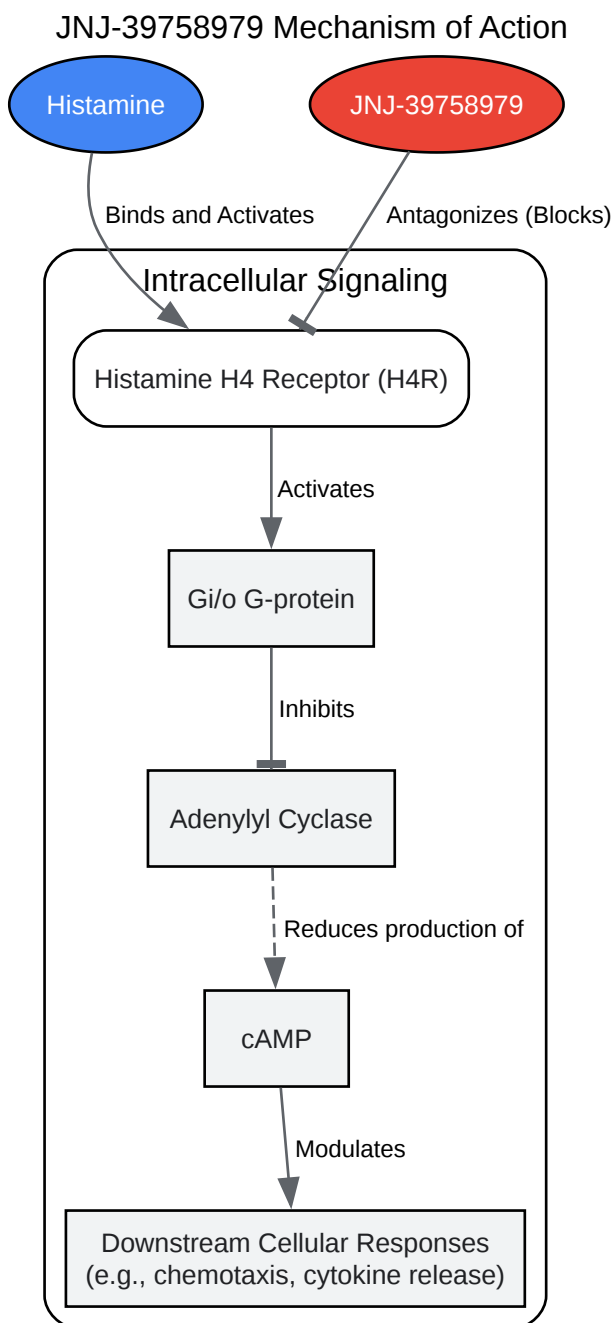 JNJ-39758979 Mechanism of Action
Histamine
JNJ-39758979
Binds and Activates
Antagonizes (Blocks)
Intracellular Signaling
Histamine H4 Receptor (H4R)
Activates
Gi/o G-protein
Inhibits
Adenylyl Cyclase
Reduces production of
cAMP
Modulates
Downstream Cellular Responses
(e.g., chemotaxis, cytokine release)